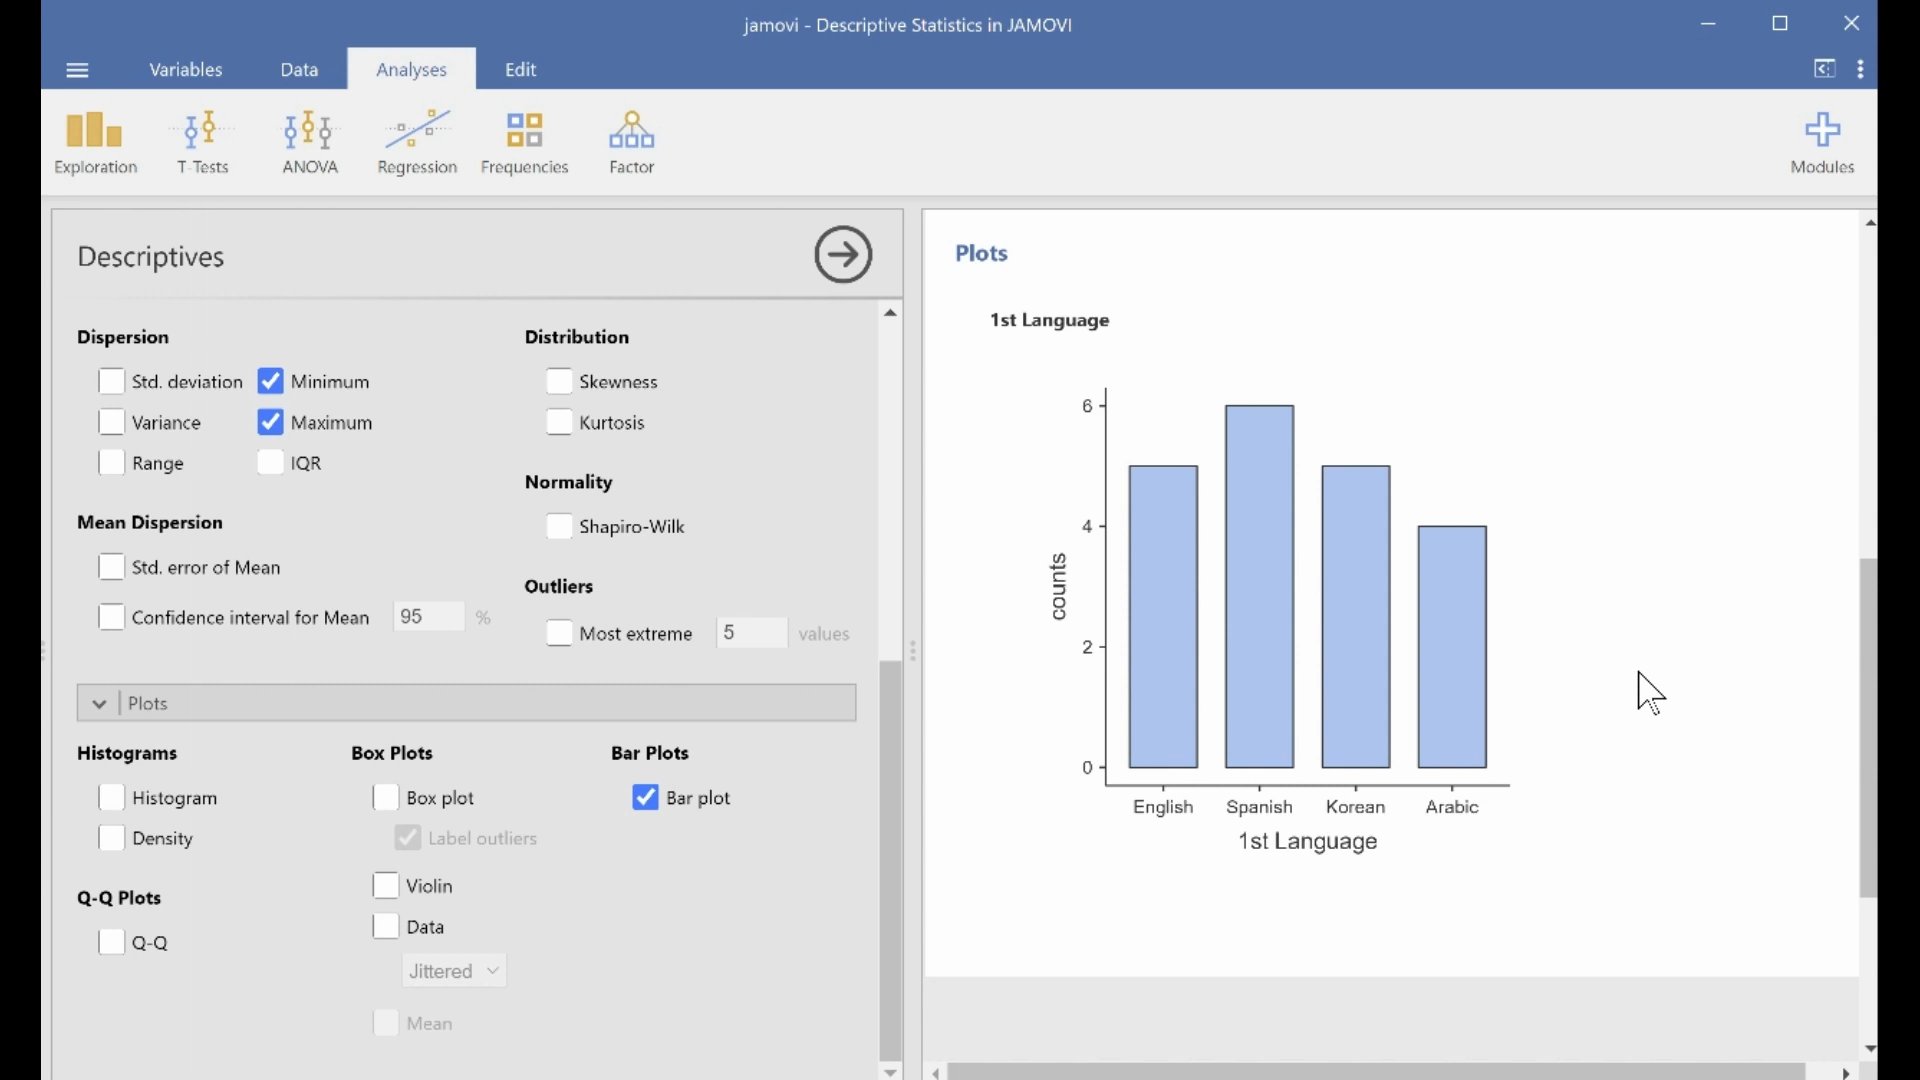 jamovi - Descriptive Statistics in JAMOVI
Variables Data Analyses Edit
Exploration T-Tests ANOVA Regression Frequencies Factor Modules
Descriptives
Dispersion
Std. deviation Minimum
Variance Maximum
Range IQR
Mean Dispersion
Std. error of Mean
Confidence interval for Mean 95 %
Distribution
Skewness
Kurtosis
Normality
Shapiro-Wilk
Outliers
Most extreme 5 values
Plots
Histograms
Histogram
Density
Q-Q Plots
Q-Q
Box Plots
Box plot
Label outliers
Violin
Data
Jittered
Mean
Bar Plots
Bar plot
Plots
1st Language
6
4
2
0
counts
English Spanish Korean Arabic
1st Language